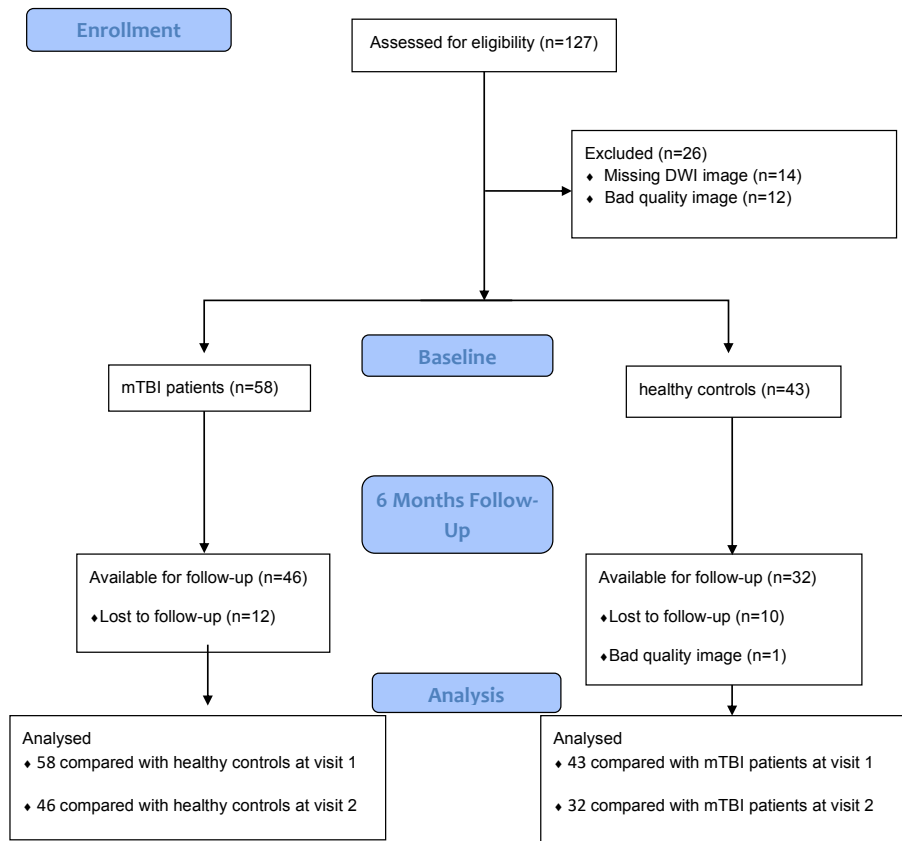 Enrollment
Assessed for eligibility (n=127)
Excluded (n=26)
♦ Missing DWI image (n=14)
♦ Bad quality image (n=12)
Baseline
mTBI patients (n=58)
healthy controls (n=43)
6 Months Follow-
Up
Available for follow-up (n=46)
♦Lost to follow-up (n=12)
Available for follow-up (n=32)
♦Lost to follow-up (n=10)
♦Bad quality image (n=1)
Analysis
Analysed
♦ 58 compared with healthy controls at visit 1
♦ 46 compared with healthy controls at visit 2
Analysed
♦ 43 compared with mTBI patients at visit 1
♦ 32 compared with mTBI patients at visit 2